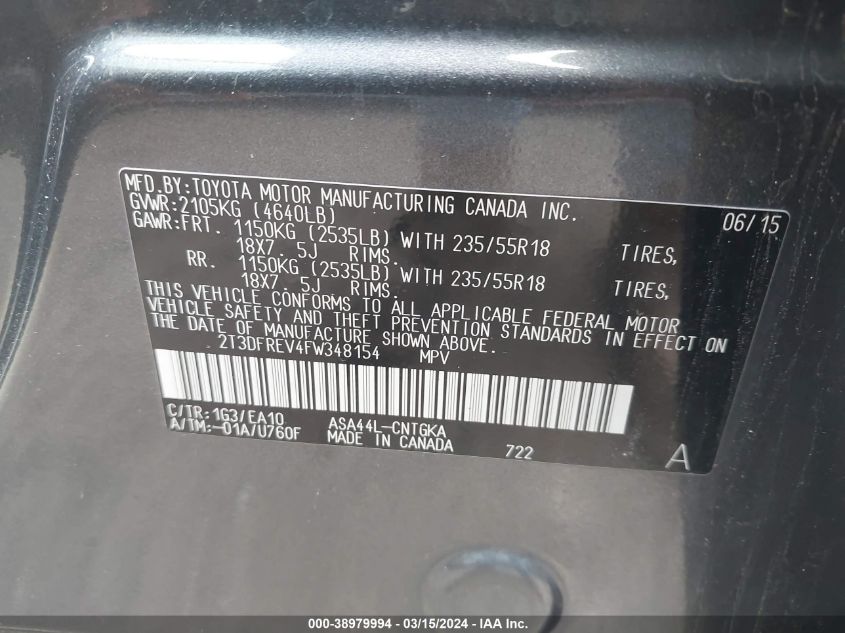 MFD.BY:TOYOTA MOTOR MANUFACTURING CANADA INC. 06/15
GVWR:2105KG (4640LB)
GAWR:FRT. 1150KG (2535LB) WITH 235/55R18 TIRES,
18X7.5J RIMS.
RR. 1150KG (2535LB) WITH 235/55R18 TIRES,
18X7.5J RIMS.
THIS VEHICLE CONFORMS TO ALL APPLICABLE FEDERAL MOTOR
VEHICLE SAFETY AND THEFT PREVENTION STANDARDS IN EFFECT ON
THE DATE OF MANUFACTURE SHOWN ABOVE.
2T3DFREV4FW348154 MPV
C/TR:1G3/EA10 ASA44L-CNTGKA
A/TM:-01A/U760F MADE IN CANADA 722 A
000-38979994 - 03/15/2024 - IAA Inc.